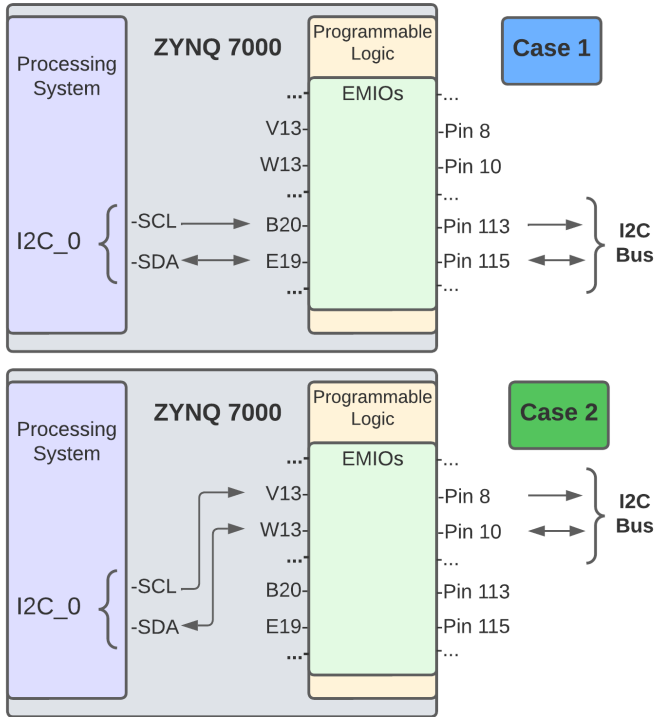 ZYNQ 7000
Programmable
Logic
Case 1
Processing
System
EMIOs
...-
-...
V13-
-Pin 8
W13-
-Pin 10
...-
-...
I2C_0
-SCL
B20-
-Pin 113
-SDA
E19-
-Pin 115
I2C
Bus
...-
-...
ZYNQ 7000
Programmable
Logic
Case 2
Processing
System
EMIOs
...-
-...
V13-
-Pin 8
W13-
-Pin 10
I2C
Bus
...-
-...
I2C_0
-SCL
B20-
-Pin 113
-SDA
E19-
-Pin 115
...-
-...